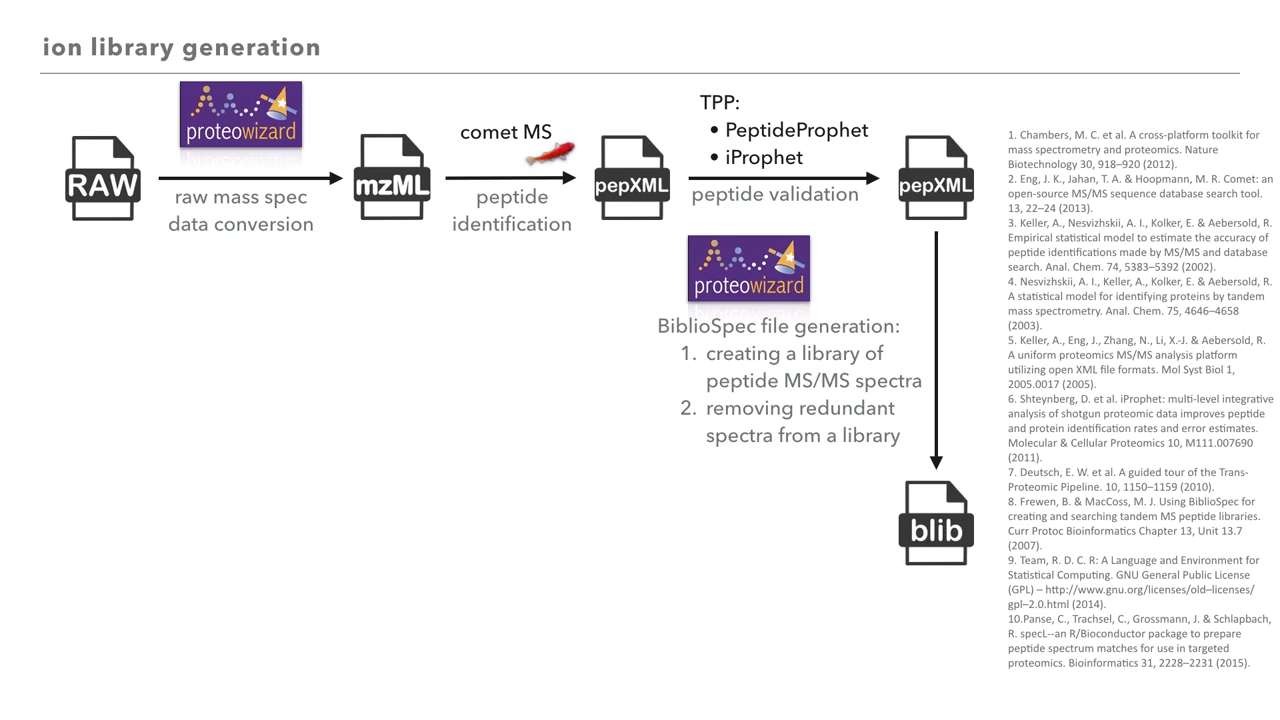 ion library generation
proteowizard
RAW
raw mass spec
data conversion
mzML
comet MS
peptide
identification
pepXML
TPP:
• PeptideProphet
• iProphet
peptide validation
pepXML
proteowizard
BiblioSpec file generation:
1. creating a library of
peptide MS/MS spectra
2. removing redundant
spectra from a library
blib
1. Chambers, M. C. et al. A cross-platform toolkit for
mass spectrometry and proteomics. Nature
Biotechnology 30, 918–920 (2012).
2. Eng, J. K., Jahan, T. A. & Hoopmann, M. R. Comet: an
open-source MS/MS sequence database search tool.
13, 22–24 (2013).
3. Keller, A., Nesvizhskii, A. I., Kolker, E. & Aebersold, R.
Empirical statistical model to estimate the accuracy of
peptide identifications made by MS/MS and database
search. Anal. Chem. 74, 5383–5392 (2002).
4. Nesvizhskii, A. I., Keller, A., Kolker, E. & Aebersold, R.
A statistical model for identifying proteins by tandem
mass spectrometry. Anal. Chem. 75, 4646–4658
(2003).
5. Keller, A., Eng, J., Zhang, N., Li, X.-J. & Aebersold, R.
A uniform proteomics MS/MS analysis platform
utilizing open XML file formats. Mol Syst Biol 1,
2005.0017 (2005).
6. Shteynberg, D. et al. iProphet: multi-level integrative
analysis of shotgun proteomic data improves peptide
and protein identification rates and error estimates.
Molecular & Cellular Proteomics 10, M111.007690
(2011).
7. Deutsch, E. W. et al. A guided tour of the Trans-
Proteomic Pipeline. 10, 1150–1159 (2010).
8. Frewen, B. & MacCoss, M. J. Using BiblioSpec for
creating and searching tandem MS peptide libraries.
Curr Protoc Bioinformatics Chapter 13, Unit 13.7
(2007).
9. Team, R. D. C. R: A Language and Environment for
Statistical Computing. GNU General Public License
(GPL) – http://www.gnu.org/licenses/old–licenses/
gpl–2.0.html (2014).
10.Panse, C., Trachsel, C., Grossmann, J. & Schlapbach,
R. specL--an R/Bioconductor package to prepare
peptide spectrum matches for use in targeted
proteomics. Bioinformatics 31, 2228–2231 (2015).